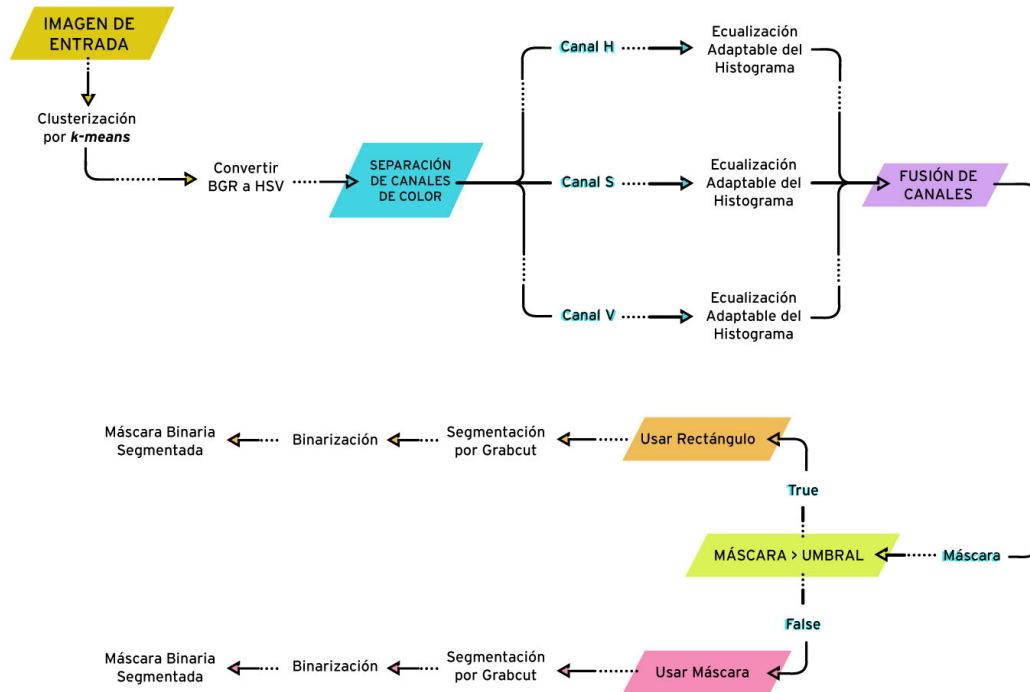 IMAGEN DE
ENTRADA
Clusterización
por k-means
Convertir
BGR a HSV
SEPARACIÓN
DE CANALES
DE COLOR
Canal H
Ecualización
Adaptable del
Histograma
Canal S
Ecualización
Adaptable del
Histograma
Canal V
Ecualización
Adaptable del
Histograma
FUSIÓN DE
CANALES
Máscara
MÁSCARA > UMBRAL
True
Usar Rectángulo
Segmentación
por Grabcut
Binarización
Máscara Binaria
Segmentada
False
Usar Máscara
Segmentación
por Grabcut
Binarización
Máscara Binaria
Segmentada